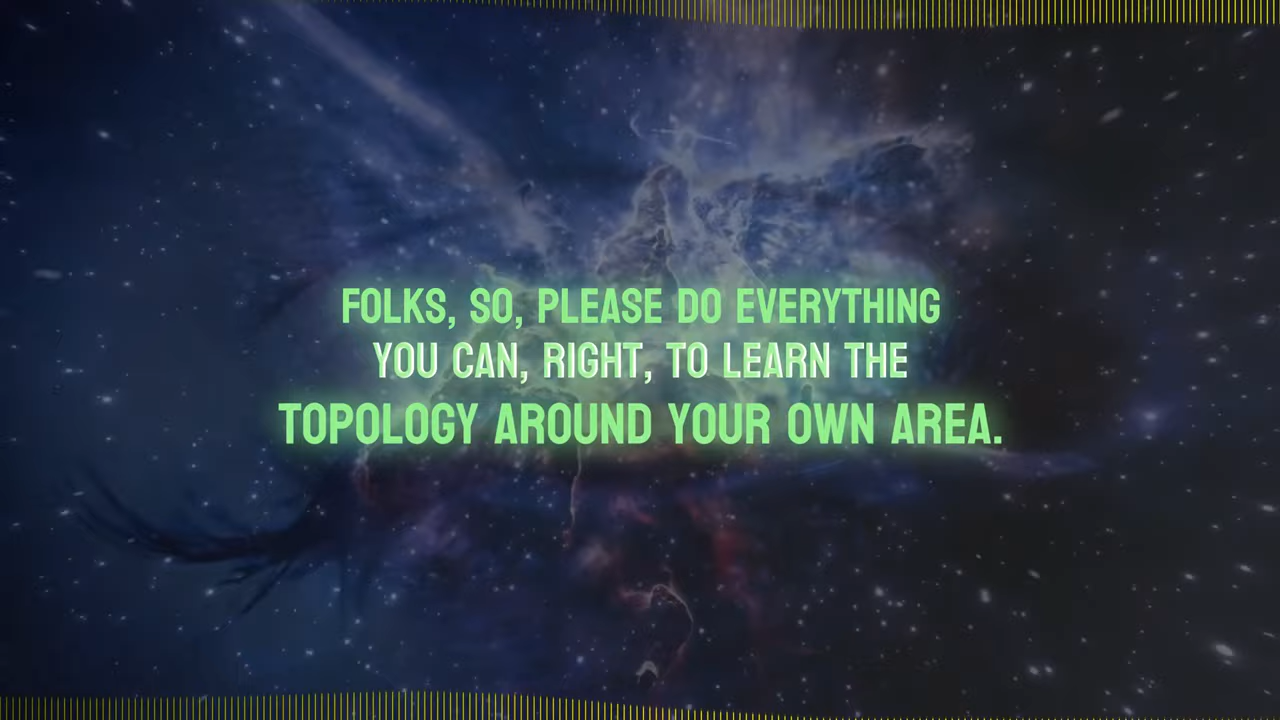 FOLKS, SO, PLEASE DO EVERYTHING
YOU CAN, RIGHT, TO LEARN THE
TOPOLOGY AROUND YOUR OWN AREA.